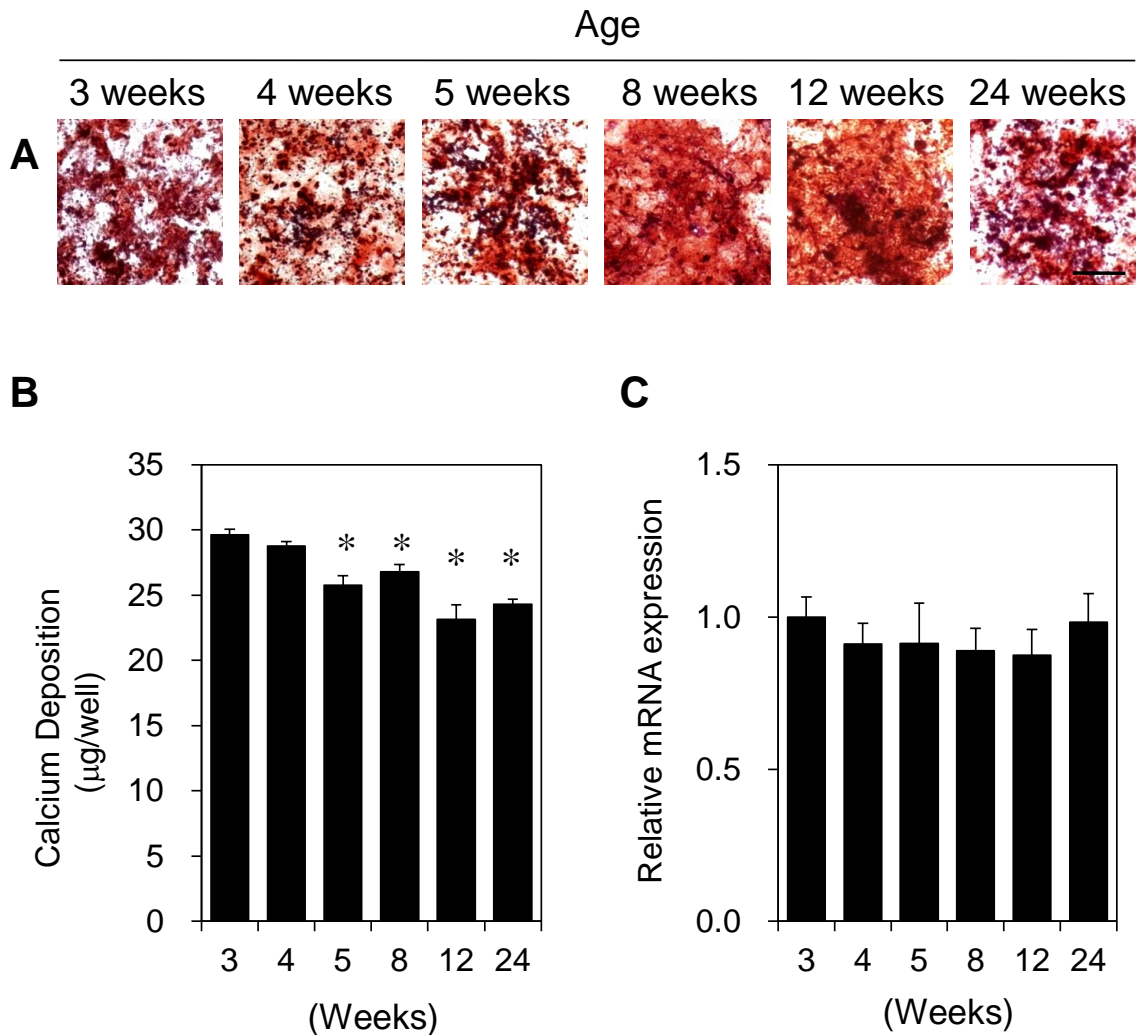 Age
3 weeks 4 weeks 5 weeks 8 weeks 12 weeks 24 weeks
A
B
Calcium Deposition
(μg/well)
35
30
25
20
15
10
5
0
* * * *
3 4 5 8 12 24
(Weeks)
C
Relative mRNA expression
1.5
1.0
0.5
0.0
3 4 5 8 12 24
(Weeks)